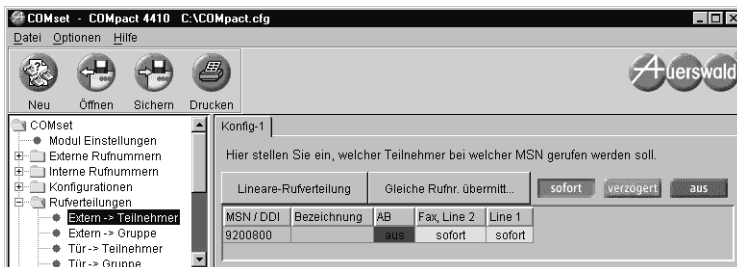 COMset - COMpact 4410 C:\COMpact.cfg
Datei Optionen Hilfe
Neu Öffnen Sichern Drucken
Auerswald
COMset
Modul Einstellungen
Externe Rufnummern
Interne Rufnummern
Konfigurationen
Rufverteilungen
Extern -> Teilnehmer
Extern -> Gruppe
Tür -> Teilnehmer
Tür -> Gruppe
Konfig-1
Hier stellen Sie ein, welcher Teilnehmer bei welcher MSN gerufen werden soll.
Lineare-Rufverteilung Gleiche Rufnr. übermitt... sofort verzögert aus
MSN / DDI Bezeichnung AB Fax, Line 2 Line 1
9200800 aus sofort sofort